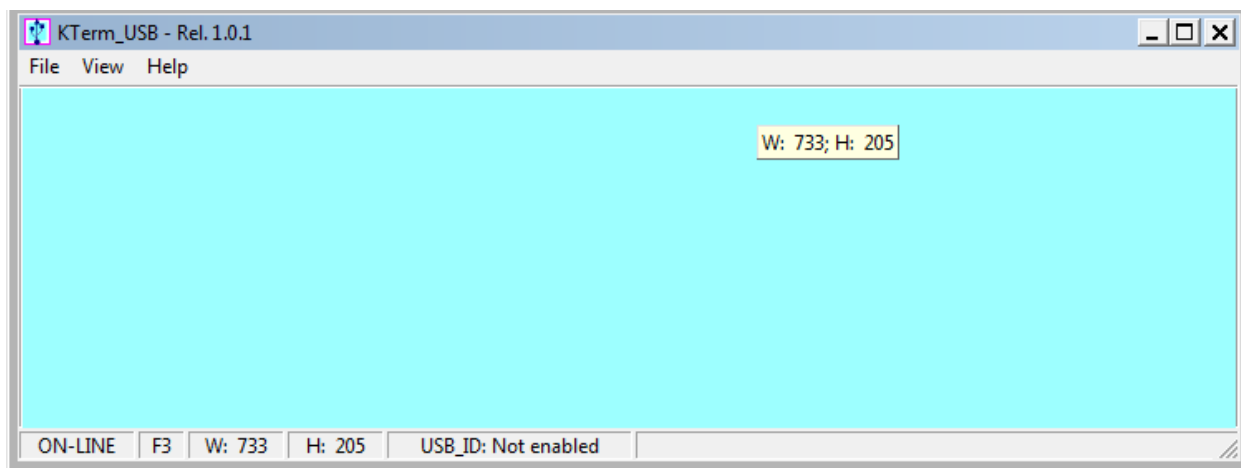 KTerm_USB - Rel. 1.0.1
File View Help
W: 733; H: 205
ON-LINE F3 W: 733 H: 205 USB_ID: Not enabled